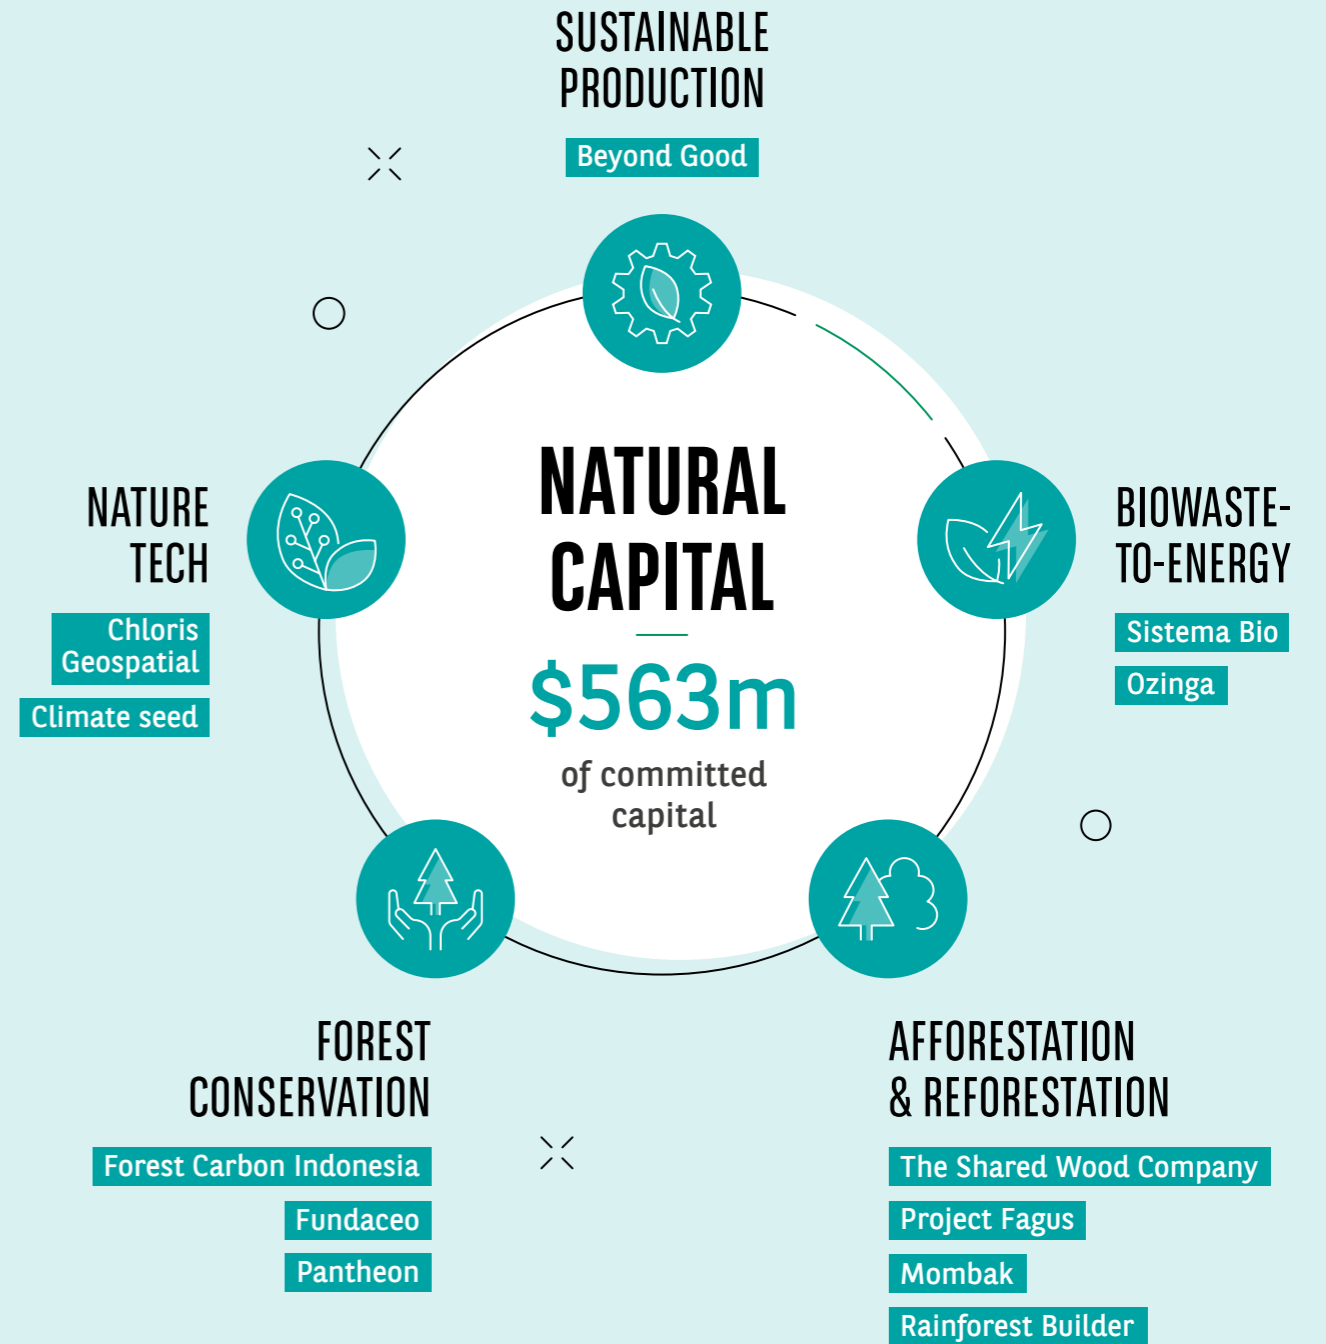 SUSTAINABLE
PRODUCTION
Beyond Good
NATURAL
CAPITAL
$563m
of committed
capital
NATURE
TECH
Chloris
Geospatial
Climate seed
BIOWASTE-
TO-ENERGY
Sistema Bio
Ozinga
FOREST
CONSERVATION
Forest Carbon Indonesia
Fundaceo
Pantheon
AFFORESTATION
& REFORESTATION
The Shared Wood Company
Project Fagus
Mombak
Rainforest Builder